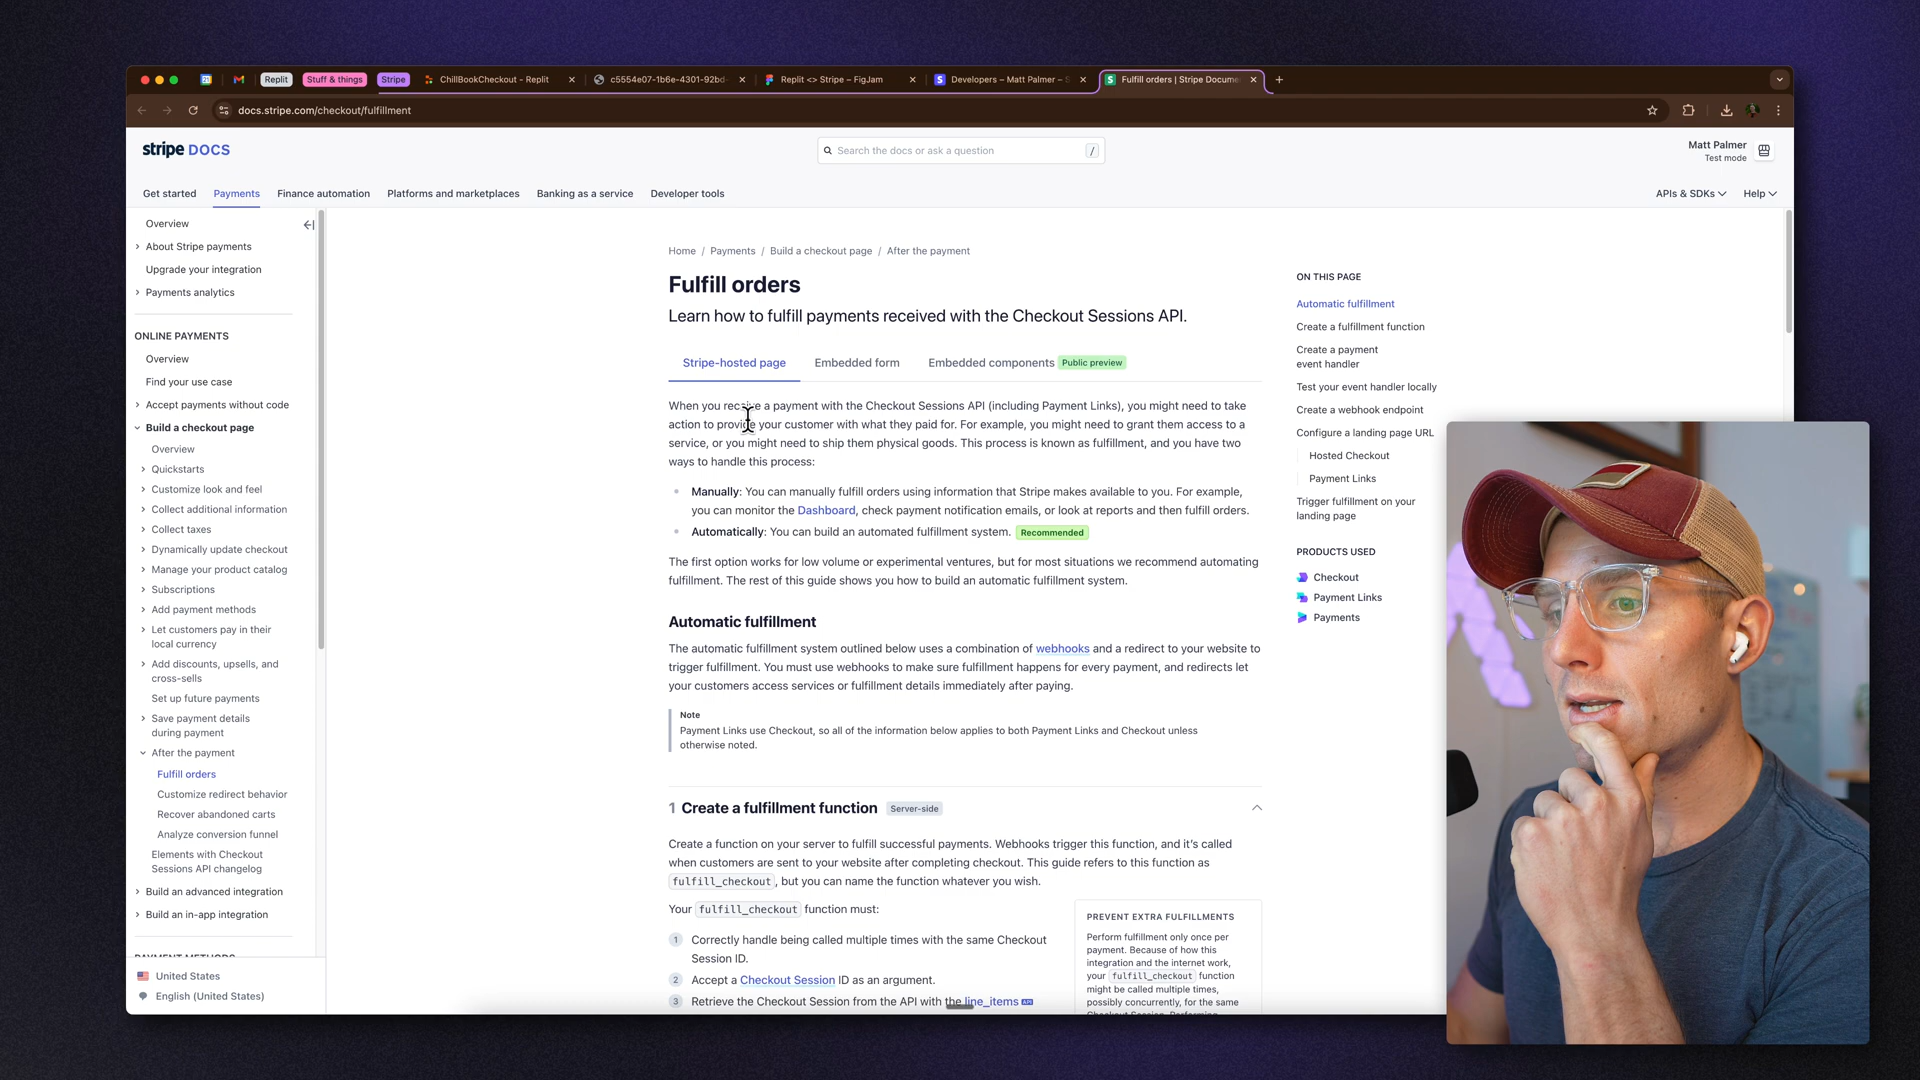 Replit
Stuff & things
Stripe
ChillBookCheckout - Replit
c5554e07-1b6e-4301-92bd-
Replit <> Stripe – FigJam
Developers – Matt Palmer – S
Fulfill orders | Stripe Docume
docs.stripe.com/checkout/fulfillment
stripe DOCS
Search the docs or ask a question
/
Matt Palmer
Test mode
Get started
Payments
Finance automation
Platforms and marketplaces
Banking as a service
Developer tools
APIs & SDKs
Help
Overview
About Stripe payments
Upgrade your integration
Payments analytics
ONLINE PAYMENTS
Overview
Find your use case
Accept payments without code
Build a checkout page
Overview
Quickstarts
Customize look and feel
Collect additional information
Collect taxes
Dynamically update checkout
Manage your product catalog
Subscriptions
Add payment methods
Let customers pay in their
local currency
Add discounts, upsells, and
cross-sells
Set up future payments
Save payment details
during payment
After the payment
Fulfill orders
Customize redirect behavior
Recover abandoned carts
Analyze conversion funnel
Elements with Checkout
Sessions API changelog
Build an advanced integration
Build an in-app integration
PAYMENT METHODS
United States
English (United States)
Home / Payments / Build a checkout page / After the payment
Fulfill orders
Learn how to fulfill payments received with the Checkout Sessions API.
Stripe-hosted page
Embedded form
Embedded components Public preview
When you receive a payment with the Checkout Sessions API (including Payment Links), you might need to take
action to provide your customer with what they paid for. For example, you might need to grant them access to a
service, or you might need to ship them physical goods. This process is known as fulfillment, and you have two
ways to handle this process:
Manually: You can manually fulfill orders using information that Stripe makes available to you. For example,
you can monitor the Dashboard, check payment notification emails, or look at reports and then fulfill orders.
Automatically: You can build an automated fulfillment system. Recommended
The first option works for low volume or experimental ventures, but for most situations we recommend automating
fulfillment. The rest of this guide shows you how to build an automatic fulfillment system.
Automatic fulfillment
The automatic fulfillment system outlined below uses a combination of webhooks and a redirect to your website to
trigger fulfillment. You must use webhooks to make sure fulfillment happens for every payment, and redirects let
your customers access services or fulfillment details immediately after paying.
Note
Payment Links use Checkout, so all of the information below applies to both Payment Links and Checkout unless
otherwise noted.
1 Create a fulfillment function Server-side
Create a function on your server to fulfill successful payments. Webhooks trigger this function, and it's called
when customers are sent to your website after completing checkout. This guide refers to this function as
fulfill_checkout, but you can name the function whatever you wish.
Your fulfill_checkout function must:
1 Correctly handle being called multiple times with the same Checkout
Session ID.
2 Accept a Checkout Session ID as an argument.
3 Retrieve the Checkout Session from the API with the line_items API
PREVENT EXTRA FULFILLMENTS
Perform fulfillment only once per
payment. Because of how this
integration and the internet work,
your fulfill_checkout function
might be called multiple times,
possibly concurrently, for the same
ON THIS PAGE
Automatic fulfillment
Create a fulfillment function
Create a payment
event handler
Test your event handler locally
Create a webhook endpoint
Configure a landing page URL
Hosted Checkout
Payment Links
Trigger fulfillment on your
landing page
PRODUCTS USED
Checkout
Payment Links
Payments